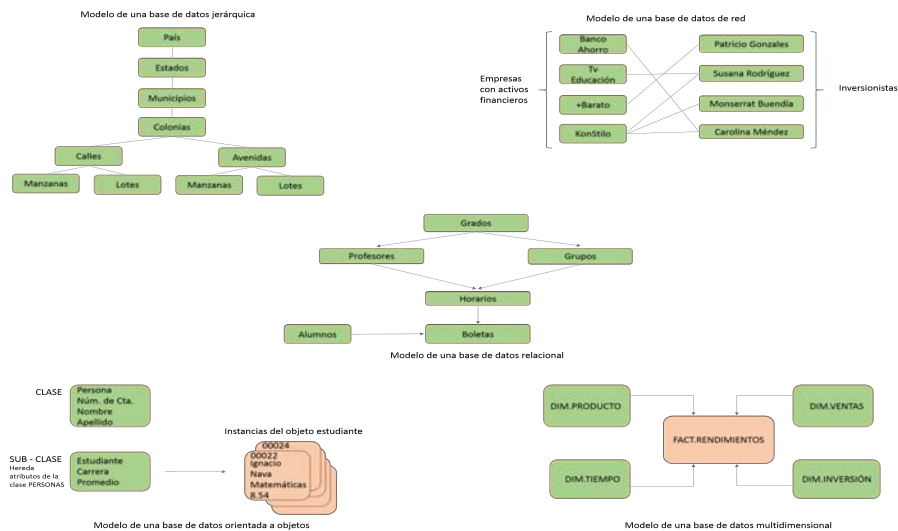 Modelo de una base de datos jerárquica
País
Estados
Municipios
Colonias
Calles
Avenidas
Manzanas
Lotes
Manzanas
Lotes
Modelo de una base de datos de red
Empresas
con activos
financieros
Banco
Ahorro
Tv
Educación
+Barato
KonStilo
Patricio Gonzales
Susana Rodríguez
Monserrat Buendía
Carolina Méndez
Inversionistas
Grados
Profesores
Grupos
Horarios
Alumnos
Boletas
Modelo de una base de datos relacional
CLASE
Persona
Núm. de Cta.
Nombre
Apellido
SUB - CLASE
Hereda
atributos de la
clase PERSONAS
Estudiante
Carrera
Promedio
Instancias del objeto estudiante
00024
00022
Ignacio
Nava
Matemáticas
8.54
Modelo de una base de datos orientada a objetos
DIM.PRODUCTO
DIM.VENTAS
FACT.RENDIMIENTOS
DIM.TIEMPO
DIM.INVERSIÓN
Modelo de una base de datos multidimensional